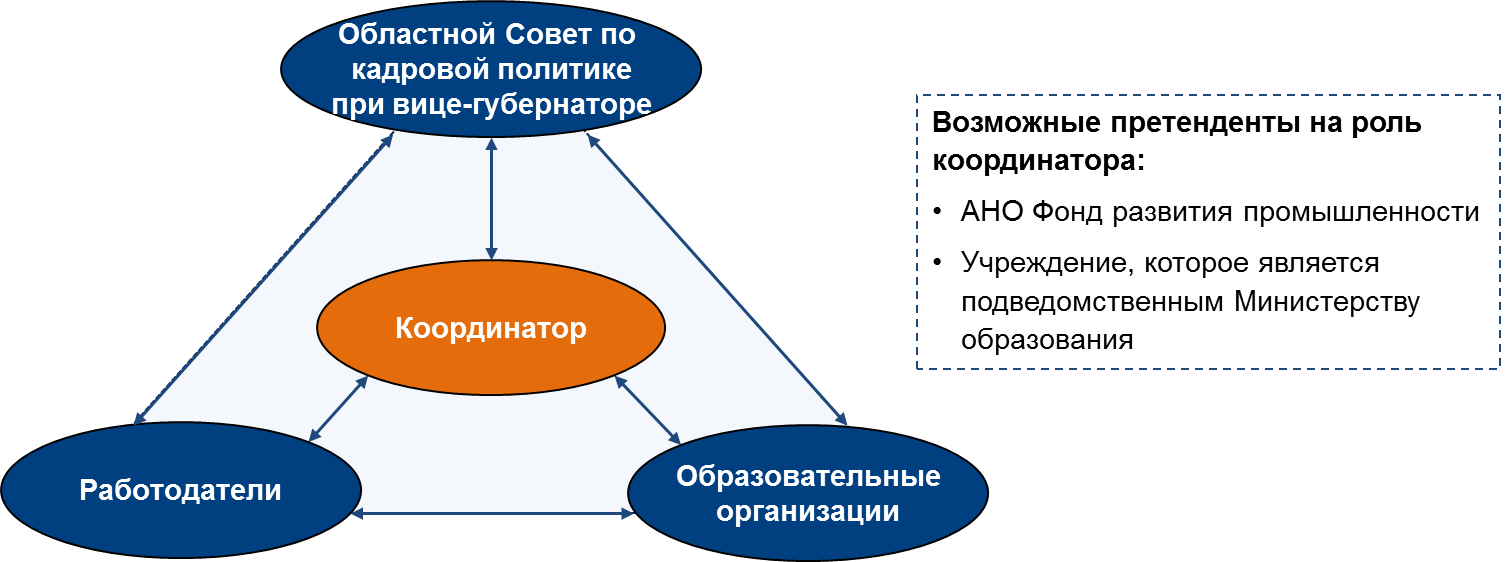 Областной Совет по
кадровой политике
при вице-губернаторе
Координатор
Работодатели
Образовательные
организации
Возможные претенденты на роль
координатора:
• АНО Фонд развития промышленности
• Учреждение, которое является
подведомственным Министерству
образования